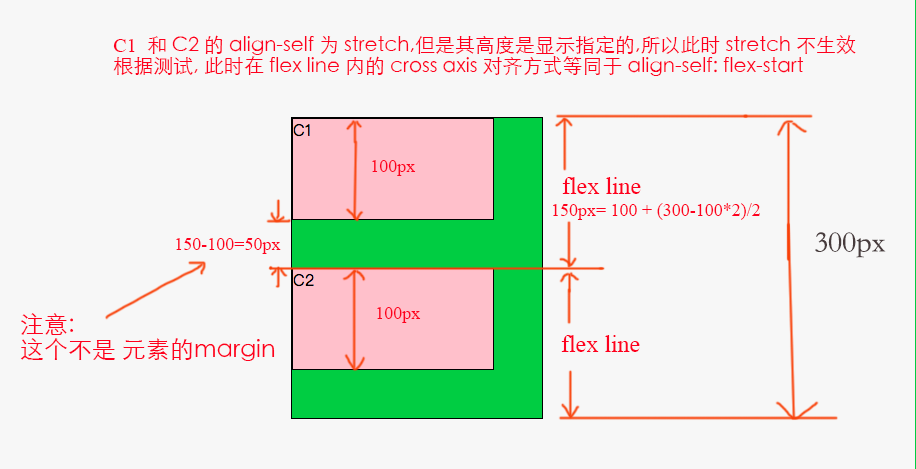 C1 和 C2 的 align-self 为 stretch,但是其高度是显示指定的,所以此时 stretch 不生效
根据测试, 此时在 flex line 内的 cross axis 对齐方式等同于 align-self: flex-start
C1
100px
flex line
150px= 100 + (300-100*2)/2
150-100=50px
300px
C2
100px
注意:
这个不是 元素的margin
flex line